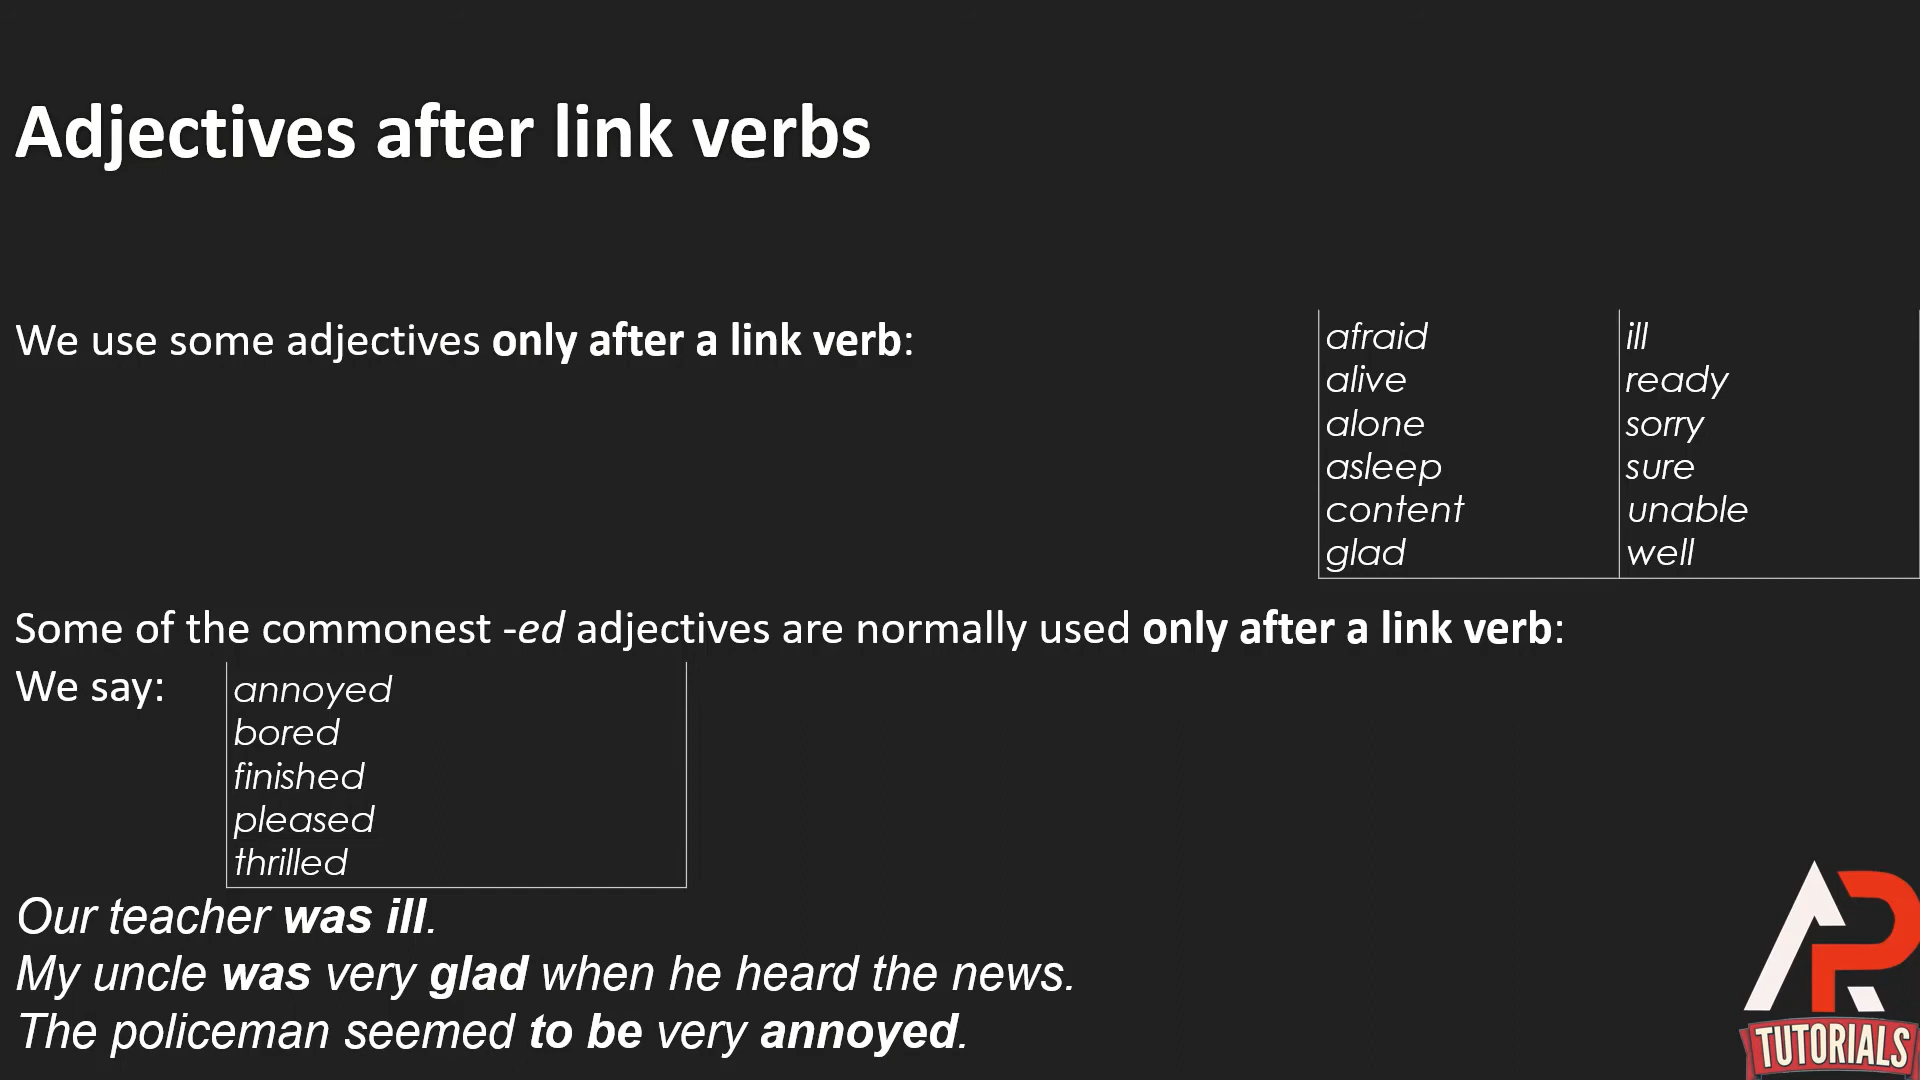 Adjectives after link verbs
We use some adjectives only after a link verb:
afraid ill
alive ready
alone sorry
asleep sure
content unable
glad well
Some of the commonest -ed adjectives are normally used only after a link verb:
We say:
annoyed
bored
finished
pleased
thrilled
Our teacher was ill.
My uncle was very glad when he heard the news.
The policeman seemed to be very annoyed.
AP
TUTORIALS